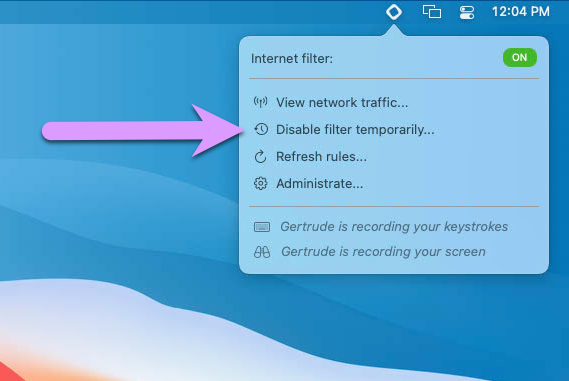 12:04 PM
Internet filter:
ON
View network traffic...
Disable filter temporarily...
Refresh rules...
Administrate...
Gertrude is recording your keystrokes
Gertrude is recording your screen